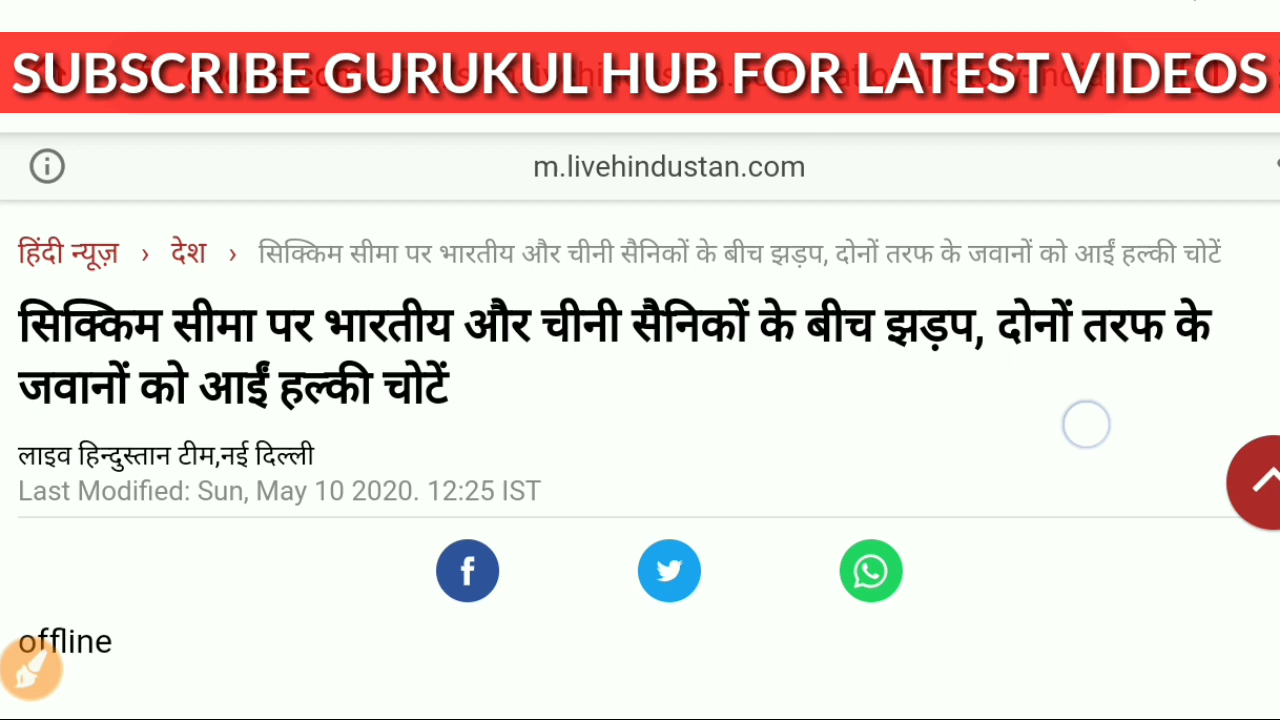 SUBSCRIBE GURUKUL HUB FOR LATEST VIDEOS
m.livehindustan.com
हिंदी न्यूज़ › देश › सिक्किम सीमा पर भारतीय और चीनी सैनिकों के बीच झड़प, दोनों तरफ के जवानों को आईं हल्की चोटें
सिक्किम सीमा पर भारतीय और चीनी सैनिकों के बीच झड़प, दोनों तरफ के
जवानों को आईं हल्की चोटें
लाइव हिन्दुस्तान टीम,नई दिल्ली
Last Modified: Sun, May 10 2020. 12:25 IST
offline